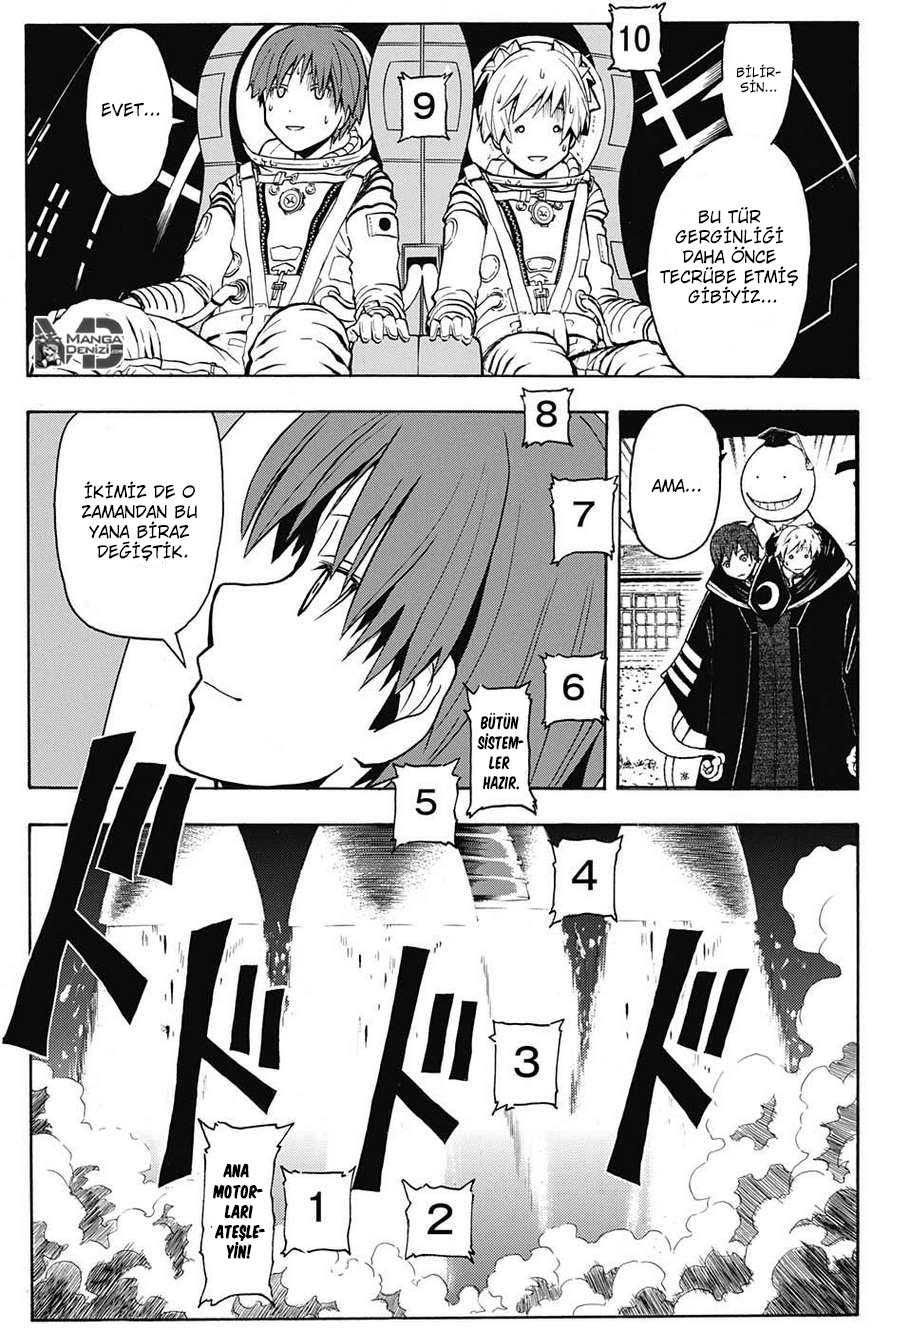 10
BİLİR-
SİN...
BU TÜR
GERGİNLİĞİ
DAHA ÖNCE
TECRÜBE ETMİŞ
GİBİYİZ...
9
EVET...
MANGA
DENİZİ
8
AMA...
7
İKİMİZ DE O
ZAMANDAN BU
YANA BİRAZ
DEĞİŞTİK.
6
BÜTÜN
SİSTEM-
LER
HAZIR.
5
4
ド
ド
ド
ド
3
2
1
ANA
MOTOR-
LARI
ATEŞLE-
YİN!